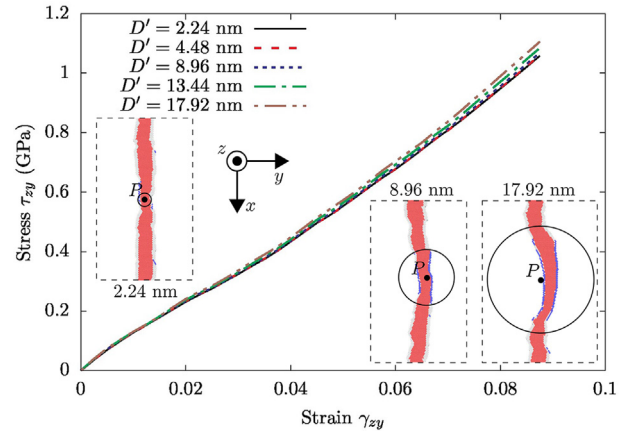 1.2
1
0.8
0.6
0.4
0.2
0
Stress τzy (GPa)
D′ = 2.24 nm
D′ = 4.48 nm
D′ = 8.96 nm
D′ = 13.44 nm
D′ = 17.92 nm
z
y
x
P
2.24 nm
8.96 nm
P
17.92 nm
P
0
0.02
0.04
0.06
0.08
0.1
Strain γzy